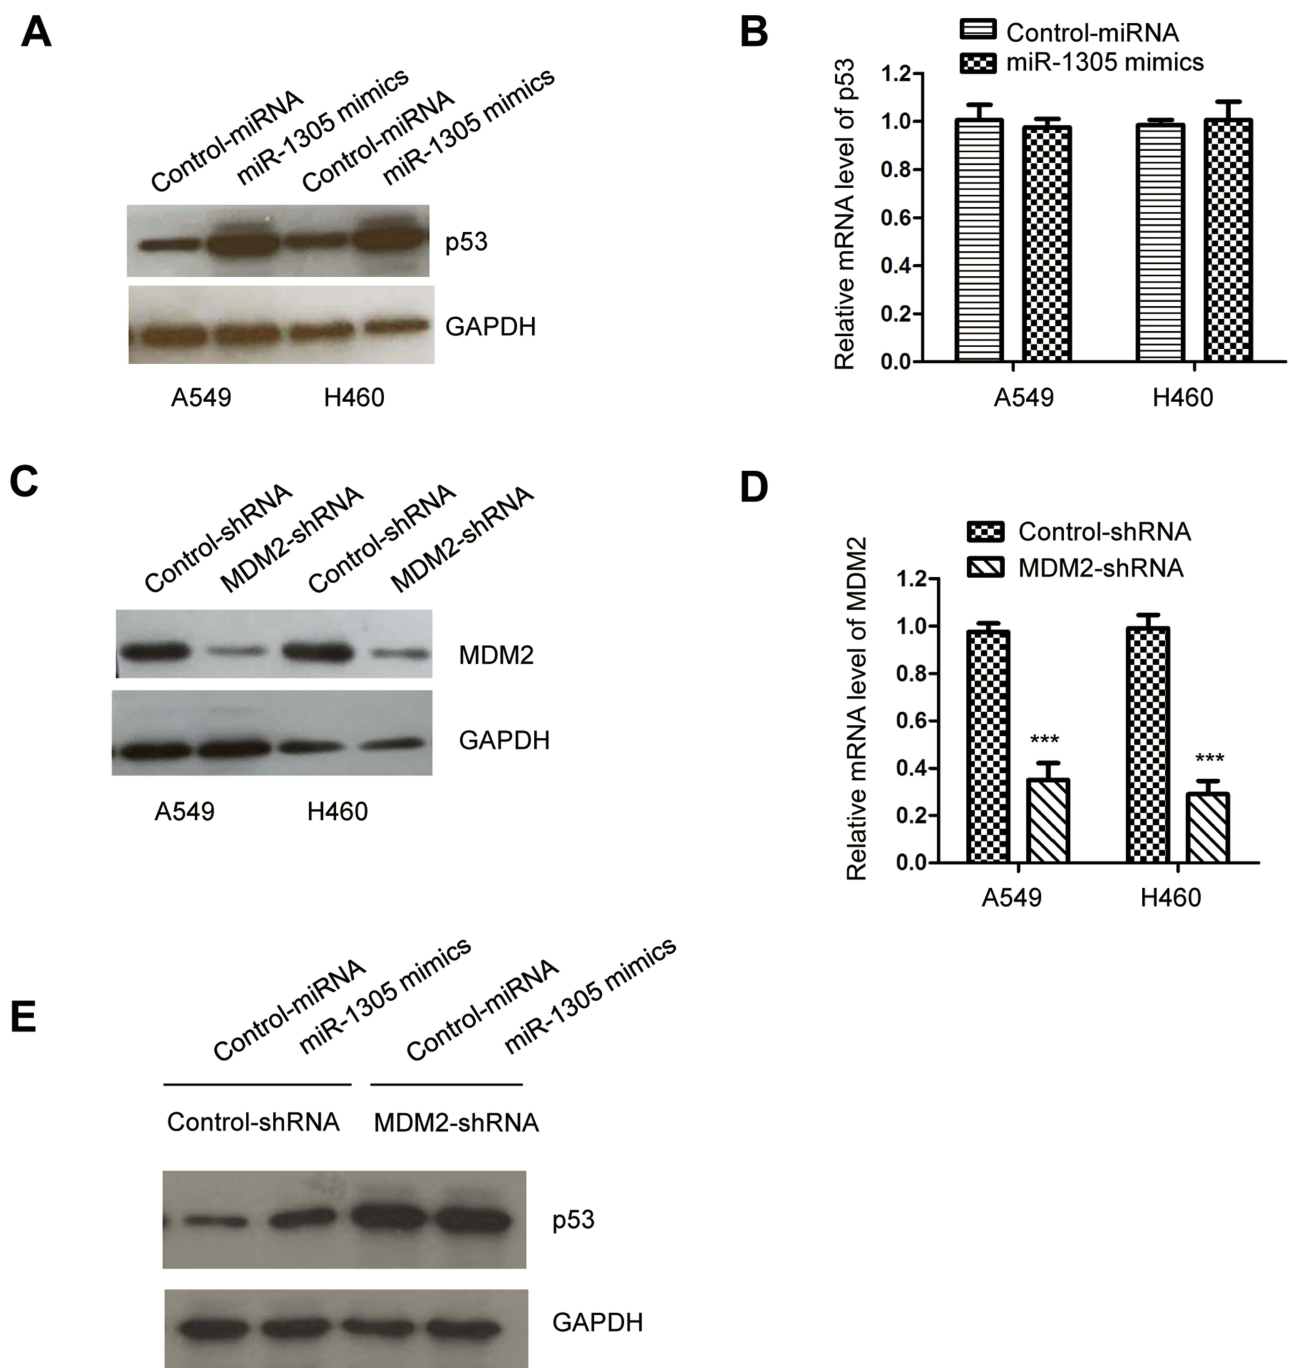 A
Control-miRNA
miR-1305 mimics
Control-miRNA
miR-1305 mimics
p53
GAPDH
A549
H460
B
Control-miRNA
miR-1305 mimics
Relative mRNA level of p53
1.2
1.0
0.8
0.6
0.4
0.2
0.0
A549
H460
C
Control-shRNA
MDM2-shRNA
Control-shRNA
MDM2-shRNA
MDM2
GAPDH
A549
H460
D
Control-shRNA
MDM2-shRNA
Relative mRNA level of MDM2
1.2
1.0
0.8
0.6
0.4
0.2
0.0
***
***
A549
H460
E
Control-miRNA
miR-1305 mimics
Control-miRNA
miR-1305 mimics
Control-shRNA
MDM2-shRNA
p53
GAPDH